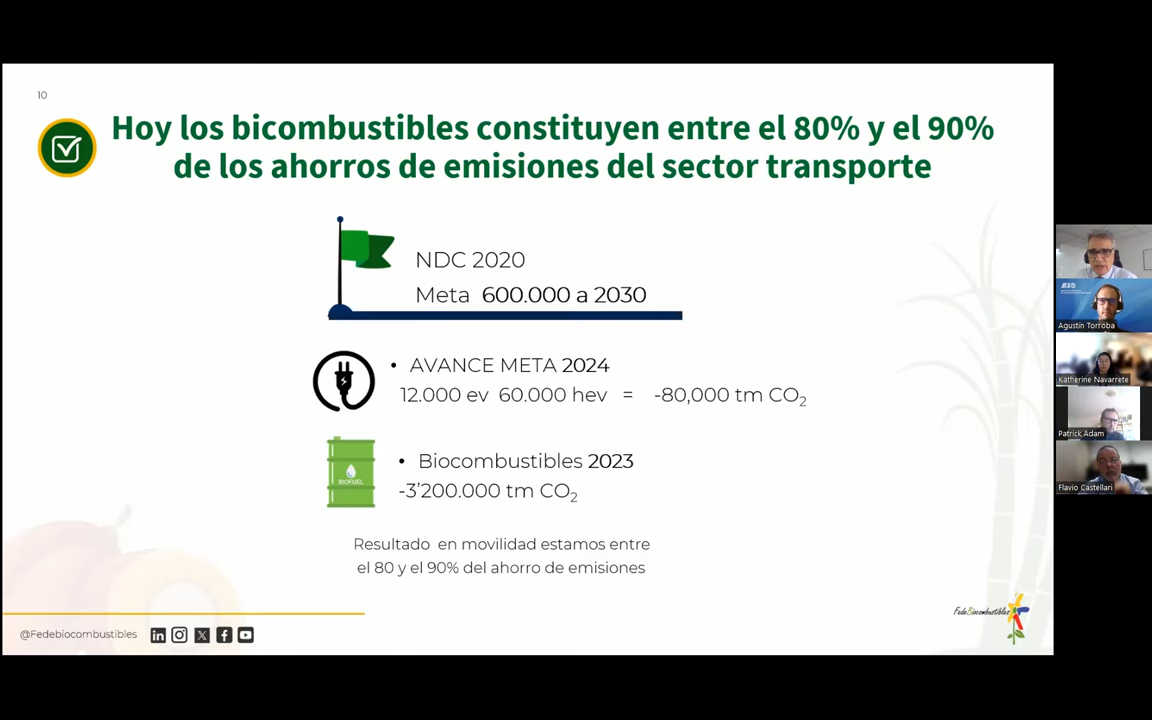 10
Hoy los bicombustibles constituyen entre el 80% y el 90%
de los ahorros de emisiones del sector transporte
NDC 2020
Meta 600.000 a 2030
• AVANCE META 2024
12.000 ev 60.000 hev = -80,000 tm CO₂
BIOFUEL
• Biocombustibles 2023
-3'200.000 tm CO₂
Resultado en movilidad estamos entre
el 80 y el 90% del ahorro de emisiones
@Fedebiocombustibles
FedeBiocombustibles
Agustín Torroba
Katherine Navarrete
Patrick Adam
Flavio Castellari